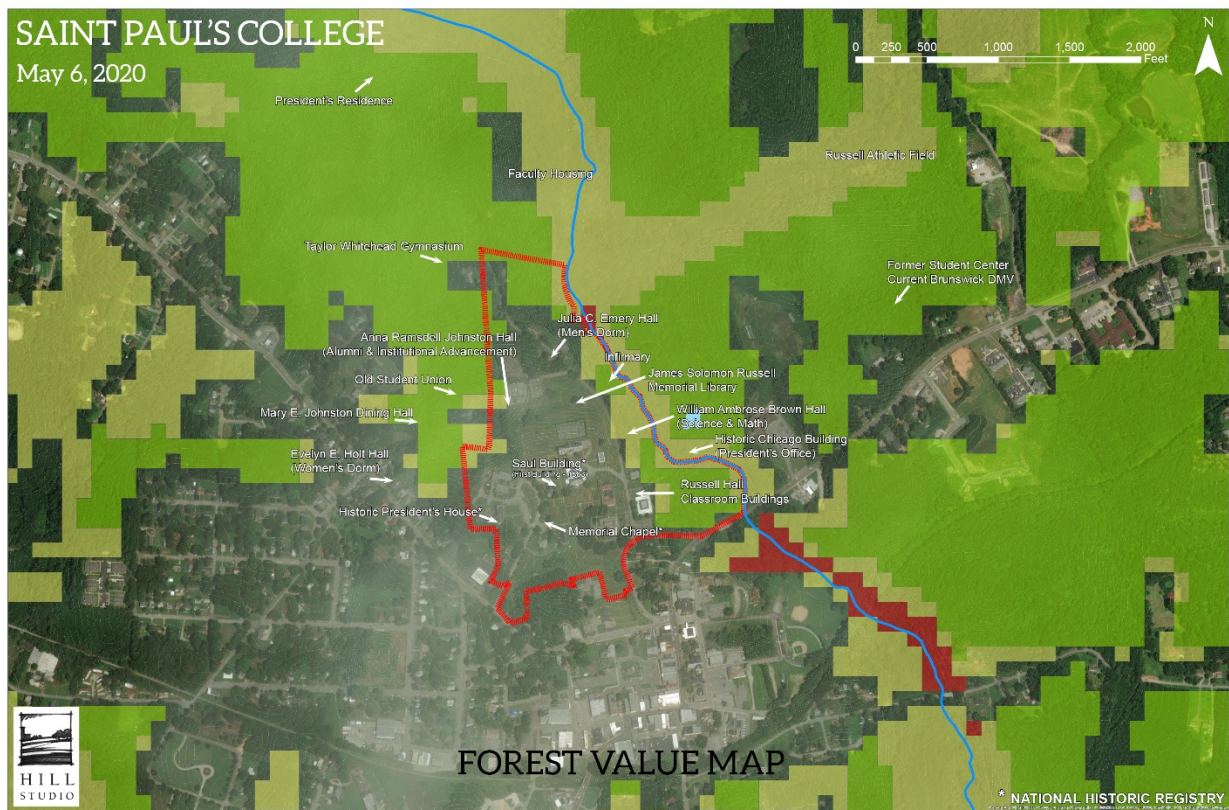 SAINT PAUL'S COLLEGE
May 6, 2020
N
0 250 500 1,000 1,500 2,000
Feet
President's Residence
Faculty Housing
Russell Athletic Field
Taylor Whitehead Gymnasium
Former Student Center
Current Brunswick DMV
Julia C. Emery Hall
(Men's Dorm)
Anna Ramsdell Johnston Hall
(Alumni & Institutional Advancement)
Infirmary
James Solomon Russell
Memorial Library
Old Student Union
Mary E. Johnston Dining Hall
William Ambrose Brown Hall
(Science & Math)
Historic Chicago Building
(President's Office)
Evelyn E. Holt Hall
(Women's Dorm)
Saul Building*
Russell Hall
Classroom Buildings
Historic President's House*
Memorial Chapel*
HILL
STUDIO
FOREST VALUE MAP
* NATIONAL HISTORIC REGISTRY